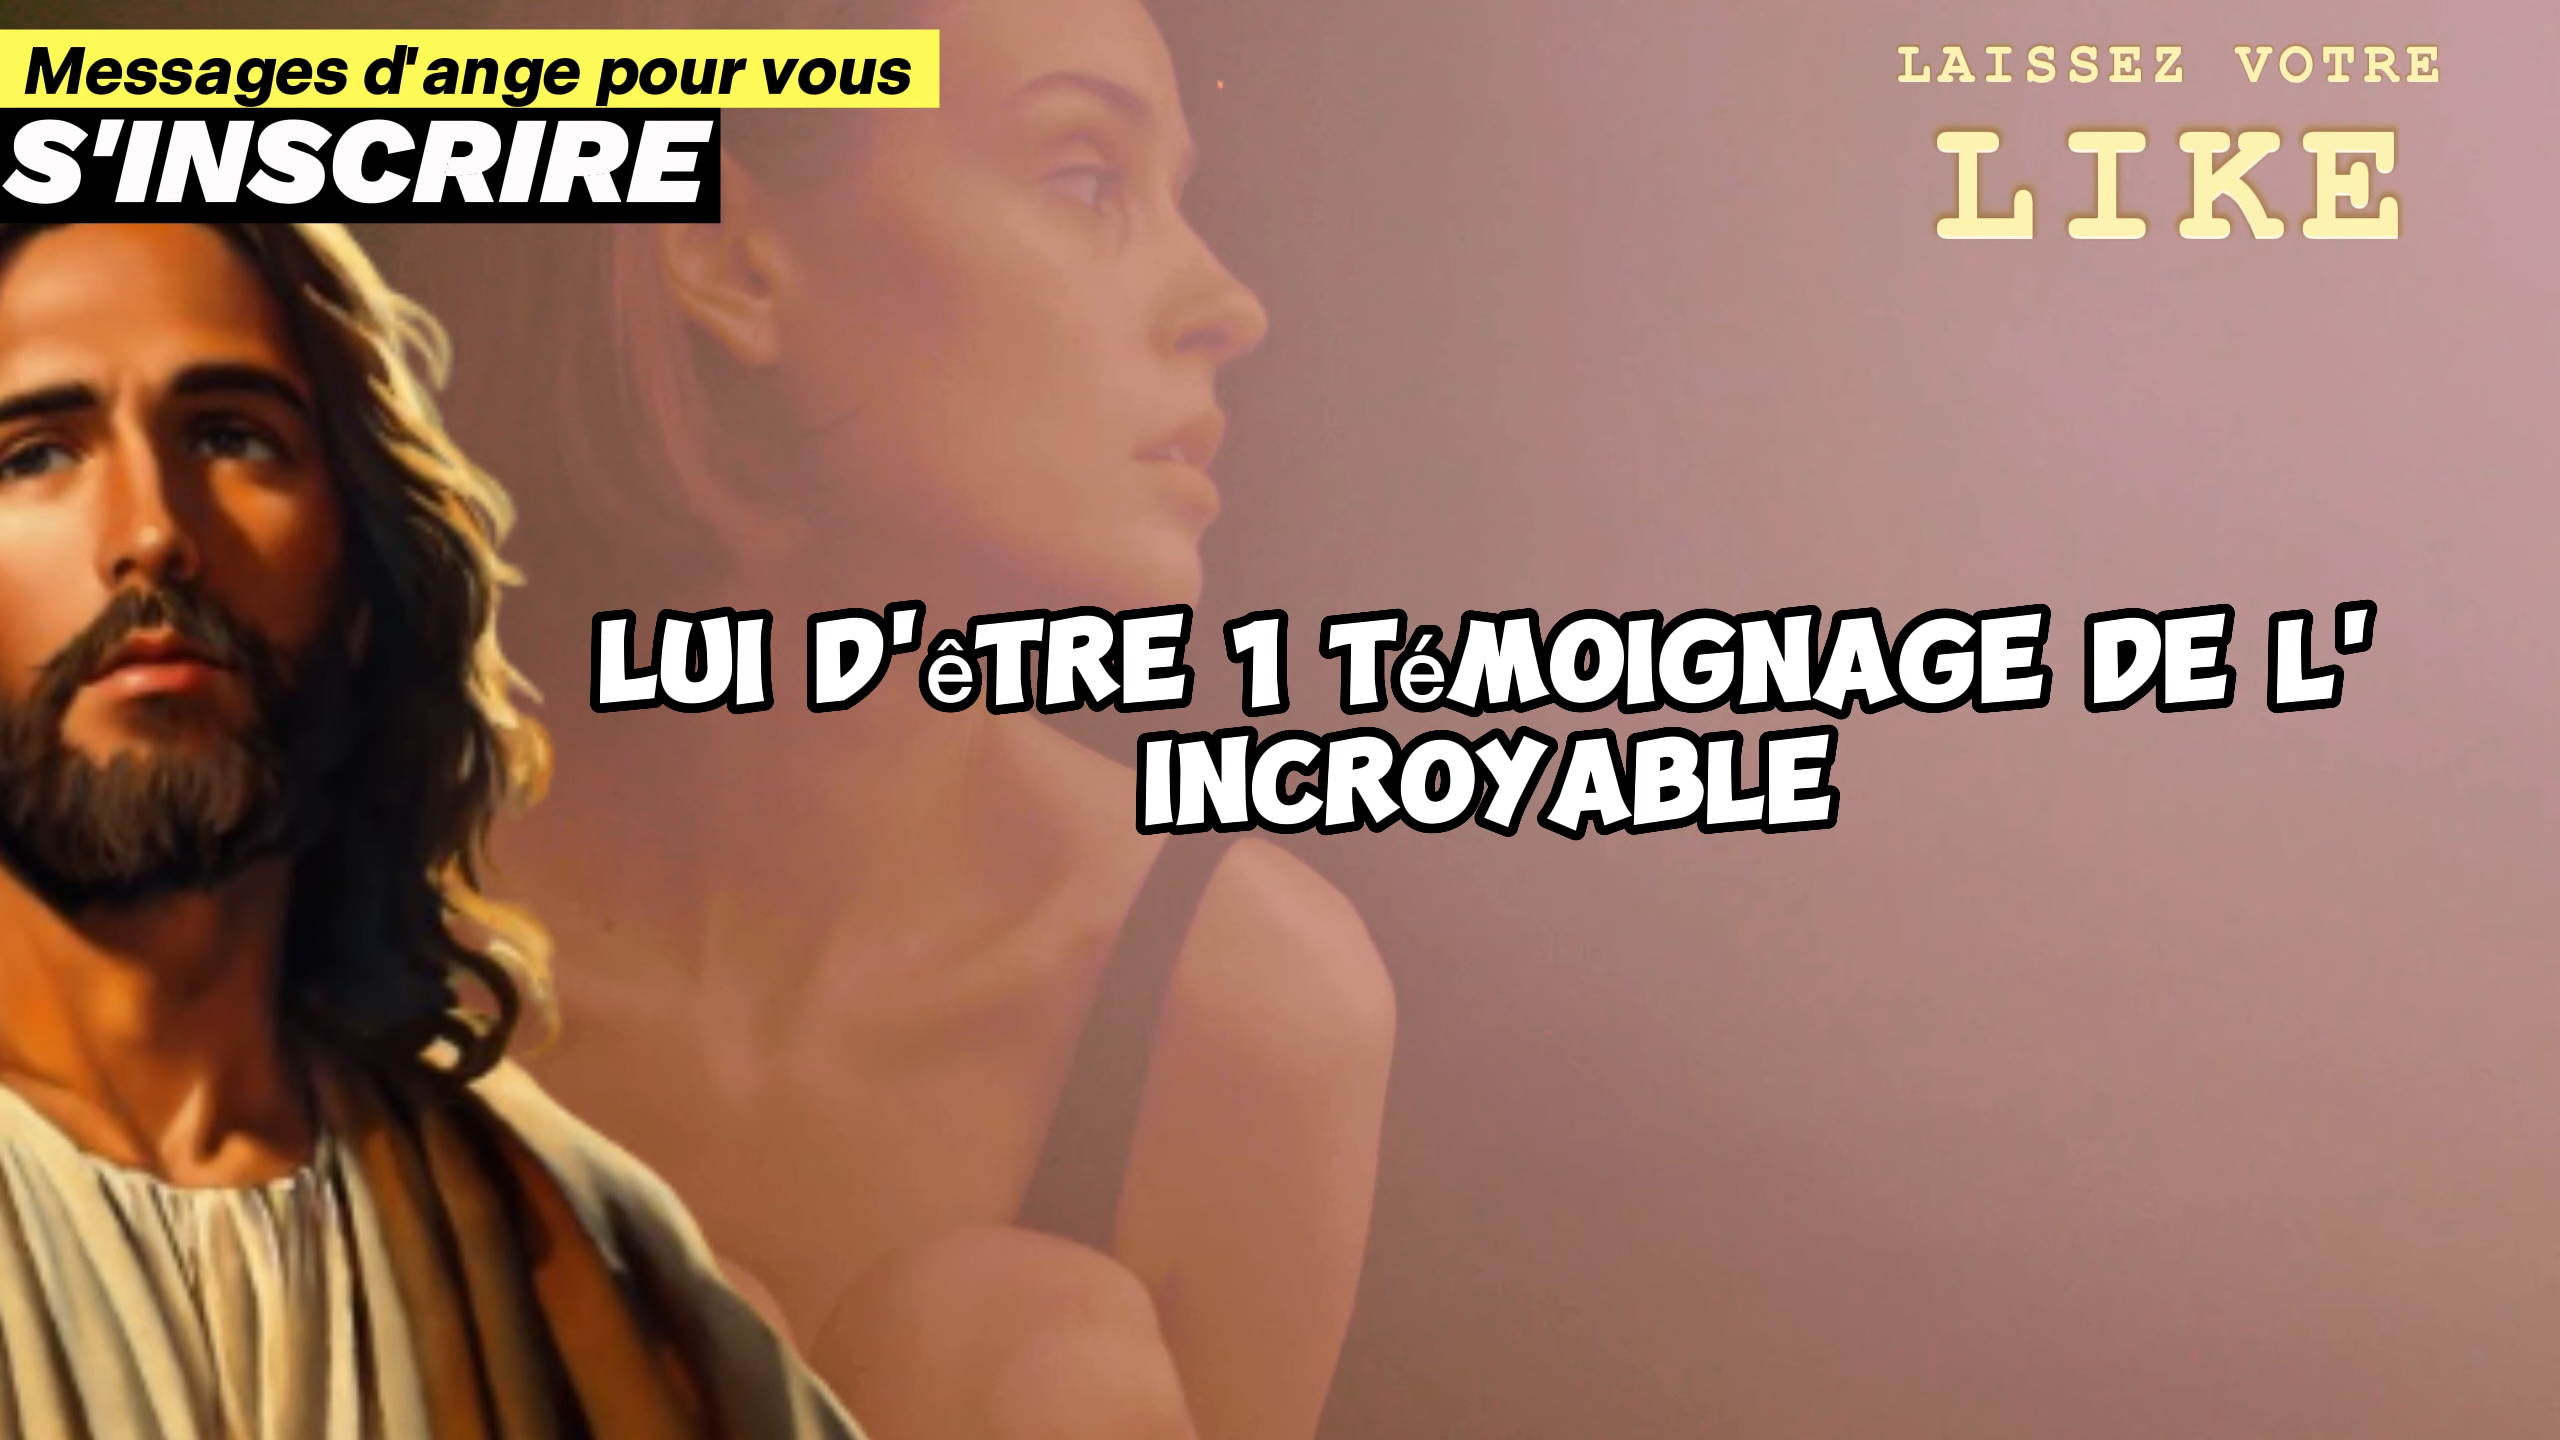 Messages d'ange pour vous
S'INSCRIRE
LAISSEZ VOTRE
LIKE
LUI D'êTRE 1 TéMOIGNAGE DE L'
INCROYABLE